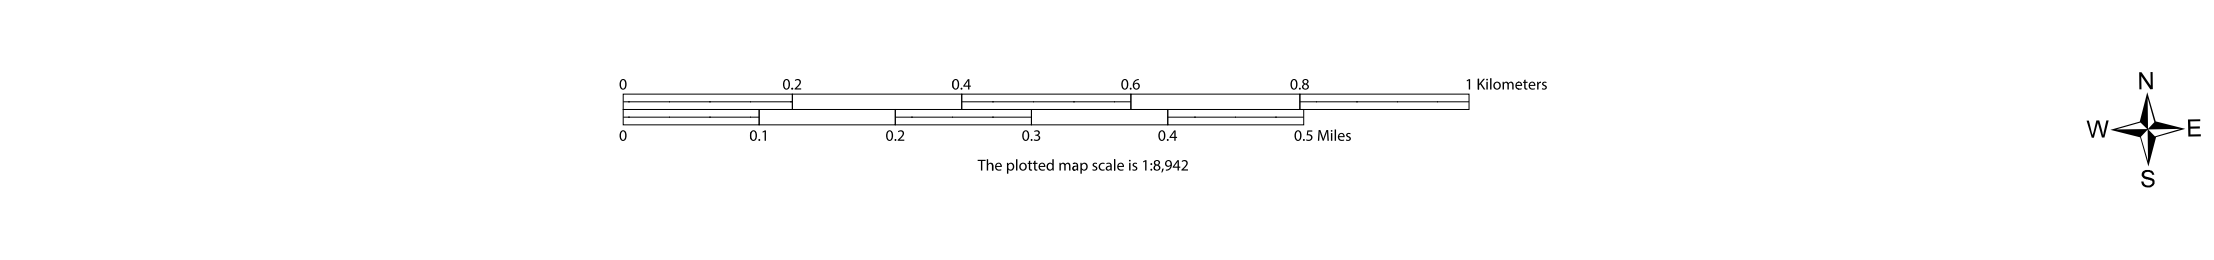 0 0.2 0.4 0.6 0.8 1 Kilometers
0 0.1 0.2 0.3 0.4 0.5 Miles
The plotted map scale is 1:8,942
N
W E
S